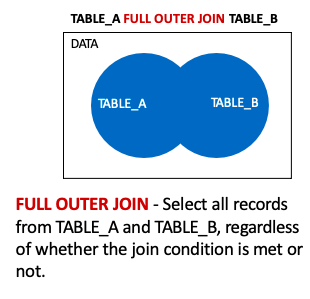 TABLE_A FULL OUTER JOIN TABLE_B
DATA
TABLE_A
TABLE_B
FULL OUTER JOIN - Select all records
from TABLE_A and TABLE_B, regardless
of whether the join condition is met or
not.